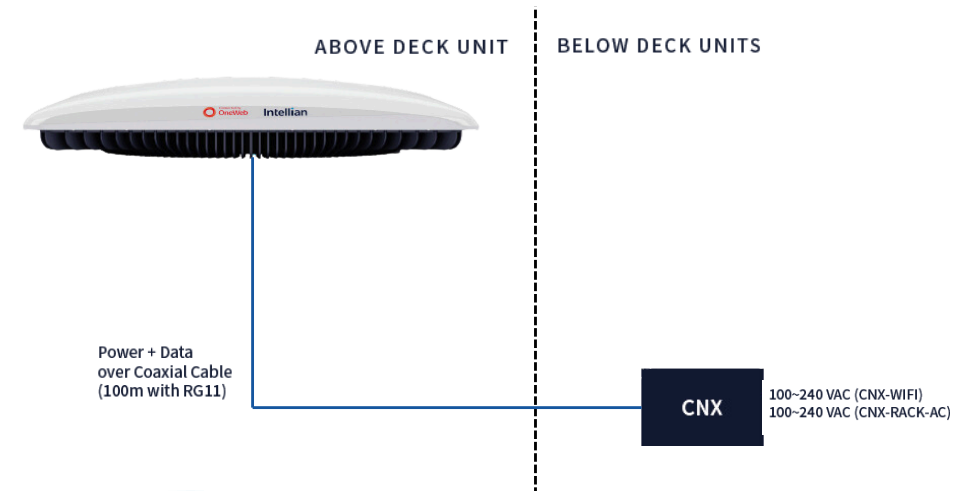 ABOVE DECK UNIT
BELOW DECK UNITS
OneWeb Intellian
Power + Data
over Coaxial Cable
(100m with RG11)
CNX
100~240 VAC (CNX-WIFI)
100~240 VAC (CNX-RACK-AC)